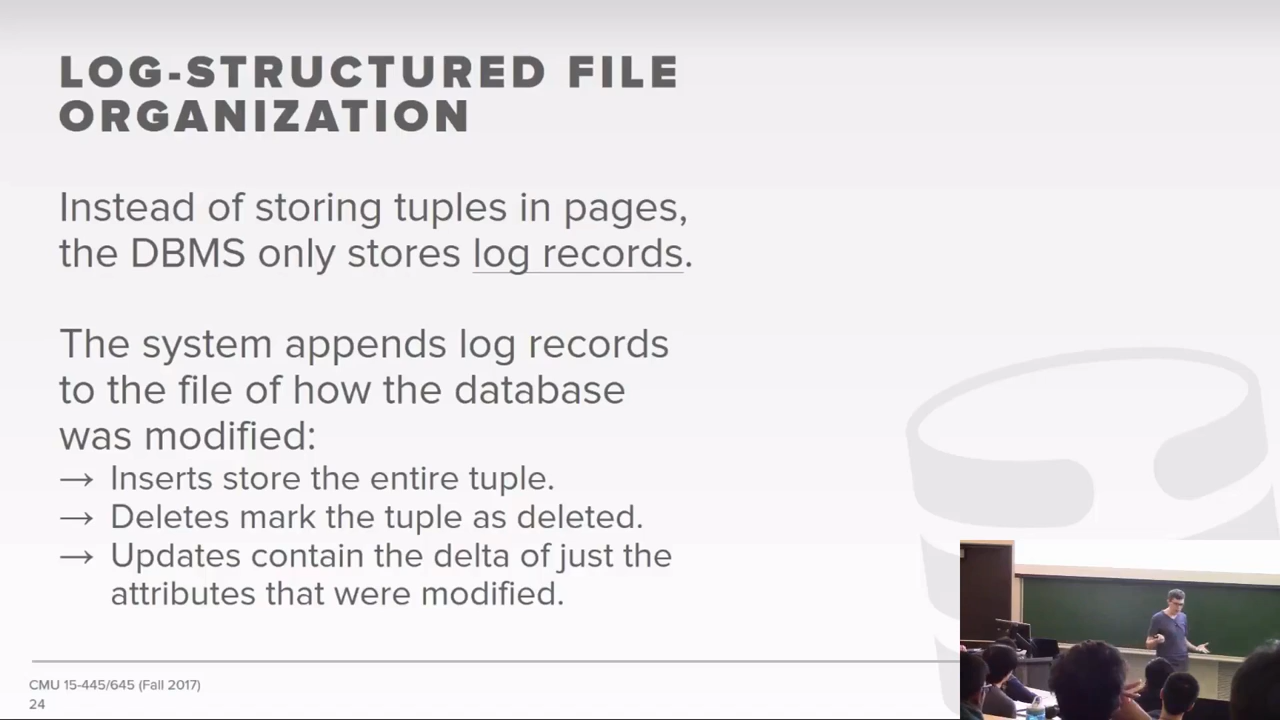 LOG-STRUCTURED FILE
ORGANIZATION
Instead of storing tuples in pages,
the DBMS only stores log records.
The system appends log records
to the file of how the database
was modified:
→ Inserts store the entire tuple.
→ Deletes mark the tuple as deleted.
→ Updates contain the delta of just the
attributes that were modified.
CMU 15-445/645 (Fall 2017)
24